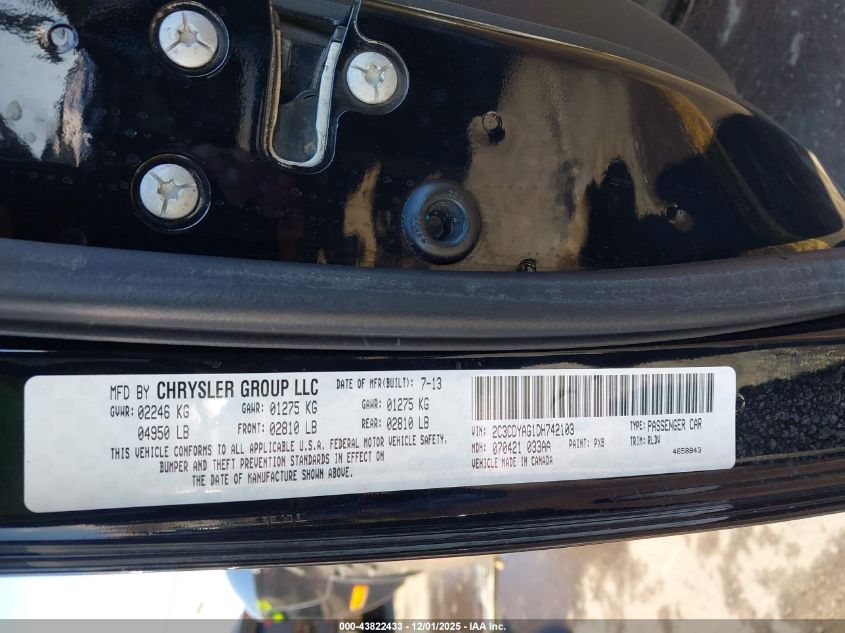 MFD BY CHRYSLER GROUP LLC DATE OF MFR(BUILT): 7-13
GVWR: 02246 KG GAWR: 01275 KG GAWR: 01275 KG
04950 LB FRONT: 02810 LB REAR: 02810 LB
THIS VEHICLE CONFORMS TO ALL APPLICABLE U.S.A. FEDERAL MOTOR VEHICLE SAFETY,
BUMPER AND THEFT PREVENTION STANDARDS IN EFFECT ON
THE DATE OF MANUFACTURE SHOWN ABOVE.
VIN: 2C3CDYAG1DH742103 TYPE: PASSENGER CAR
MDH: 070421 033AA PAINT: PX8 TRIM: RLDV
VEHICLE MADE IN CANADA 4658843
000-43822433 - 12/01/2025 - IAA, Inc.